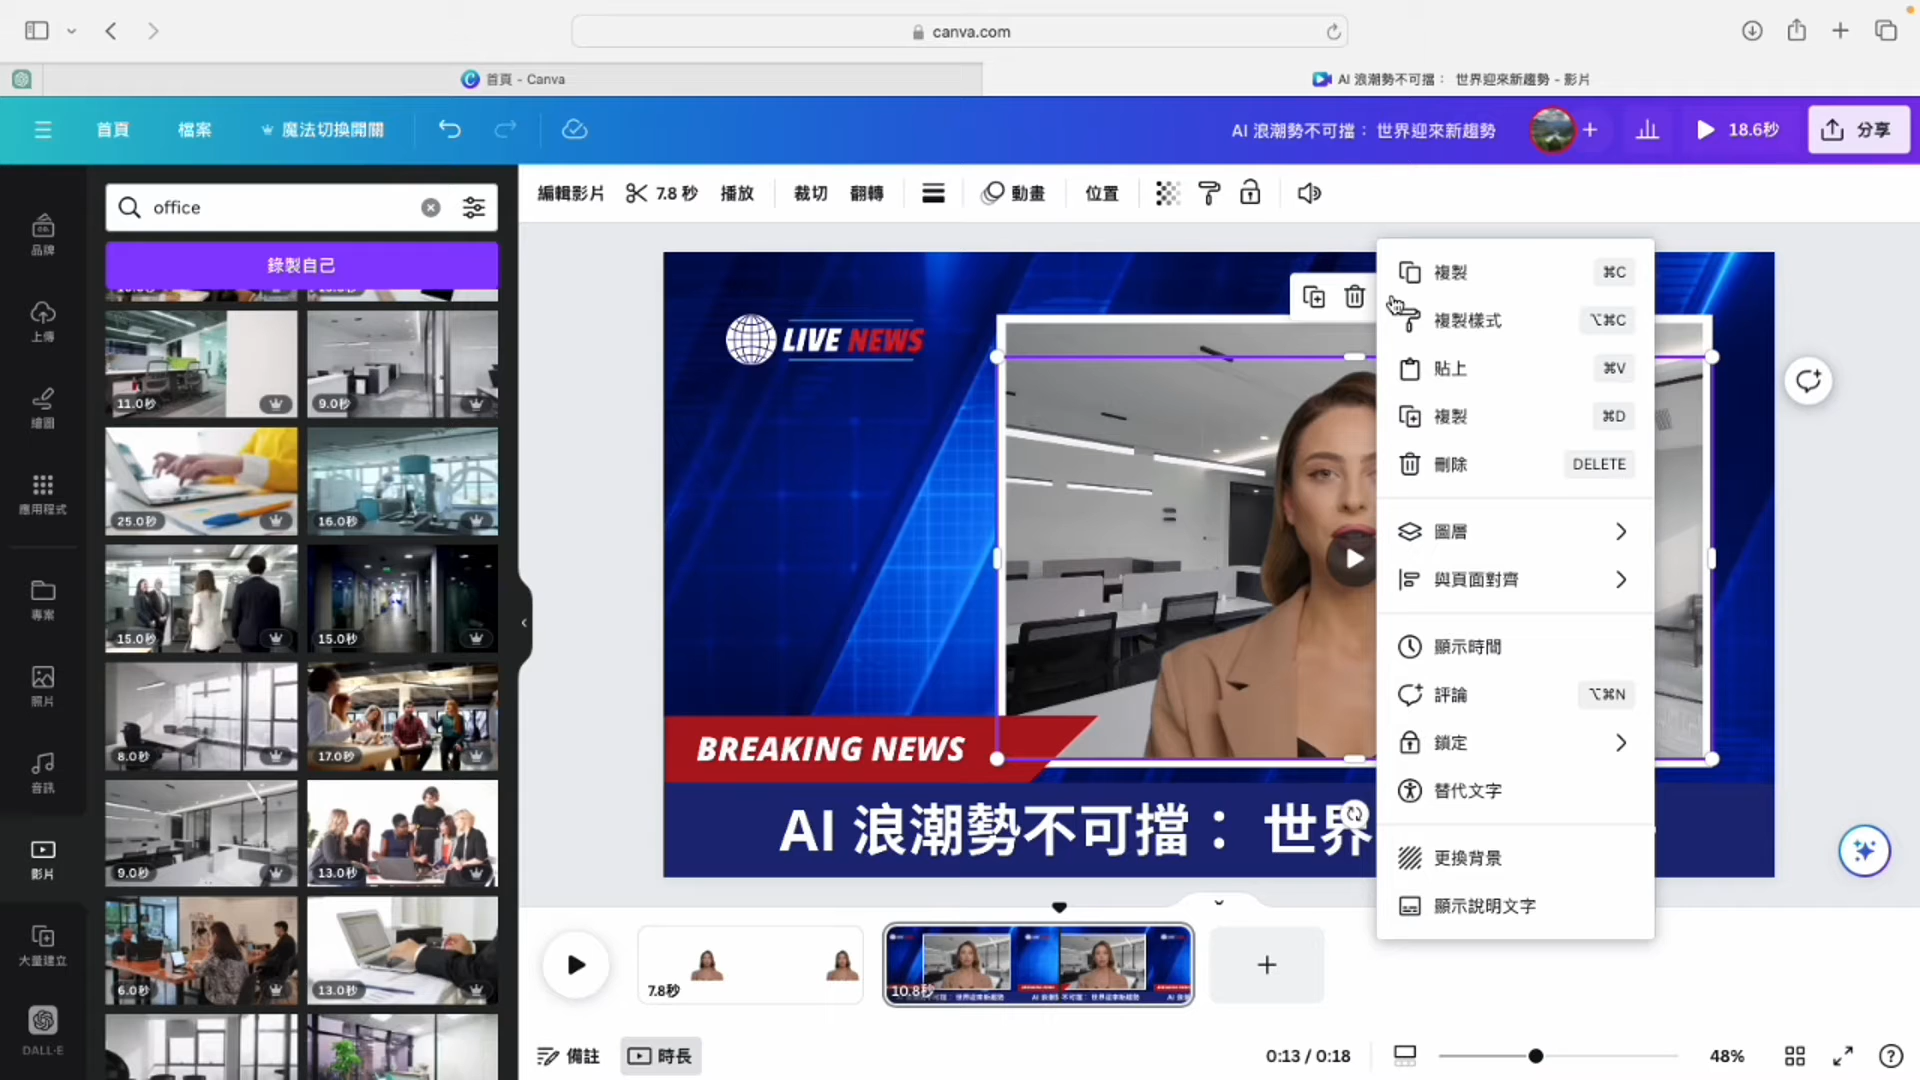 canva.com
首頁 - Canva
AI 浪潮勢不可擋： 世界迎來新趨勢 - 影片
首頁
檔案
魔法切換開關
AI 浪潮勢不可擋： 世界迎來新趨勢
18.6秒
分享
office
錄製自己
編輯影片
7.8 秒
播放
裁切
翻轉
動畫
位置
品牌
上傳
繪圖
應用程式
專案
照片
音訊
影片
大量建立
DALL·E
11.0秒
9.0秒
25.0秒
16.0秒
15.0秒
15.0秒
8.0秒
17.0秒
9.0秒
13.0秒
6.0秒
13.0秒
LIVE NEWS
BREAKING NEWS
AI 浪潮勢不可擋： 世界
複製 ⌘C
複製樣式 ⌥⌘C
貼上 ⌘V
複製 ⌘D
刪除 DELETE
圖層
與頁面對齊
顯示時間
評論 ⌥⌘N
鎖定
替代文字
更換背景
顯示說明文字
7.8秒
10.8秒
備註
時長
0:13 / 0:18
48%